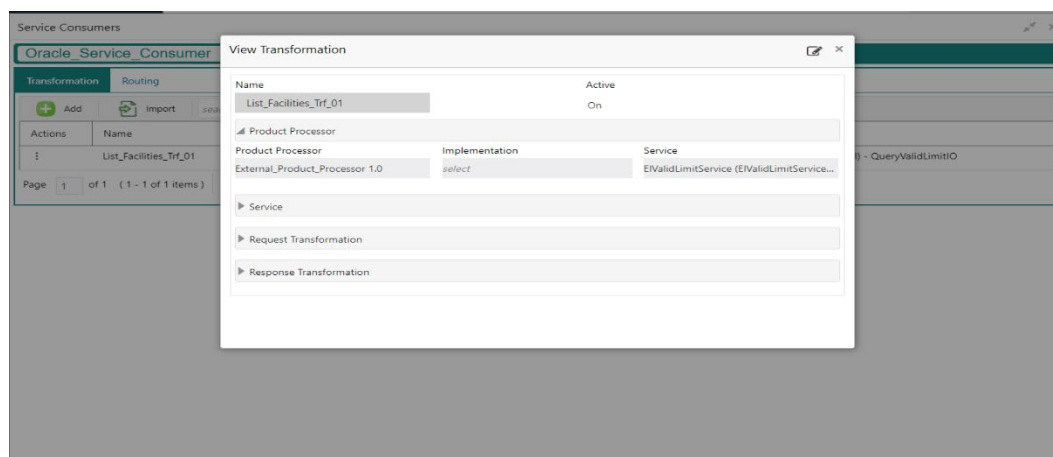 Service Consumers
Oracle_Service_Consumer
Transformation Routing
Add Import
Actions Name
List_Facilities_Trf_01 - QueryValidLimitIO
Page 1 of 1 ( 1 - 1 of 1 items )
View Transformation
Name Active
List_Facilities_Trf_01 On
Product Processor
Product Processor Implementation Service
External_Product_Processor 1.0 select EIValidLimitService (EIValidLimitService...
Service
Request Transformation
Response Transformation